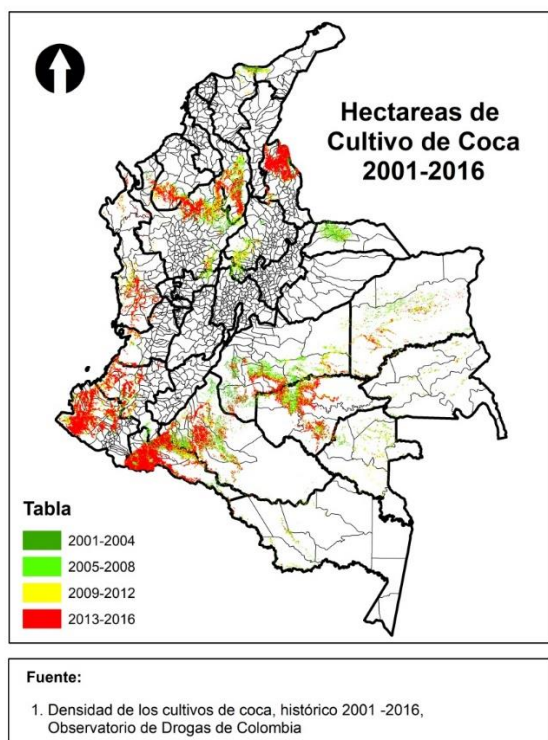 Hectareas de
Cultivo de Coca
2001-2016
Tabla
2001-2004
2005-2008
2009-2012
2013-2016
Fuente:
1. Densidad de los cultivos de coca, histórico 2001 -2016,
Observatorio de Drogas de Colombia